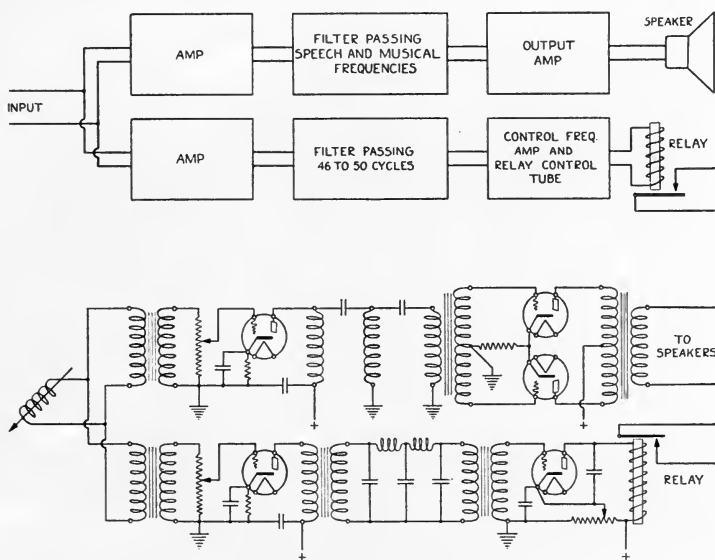 SPEAKER
AMP
FILTER PASSING
SPEECH AND MUSICAL
FREQUENCIES
OUTPUT
AMP
INPUT
AMP
FILTER PASSING
46 TO 50 CYCLES
CONTROL FREQ.
AMP AND
RELAY CONTROL
TUBE
RELAY
TO
SPEAKERS
+
+
RELAY
+
+